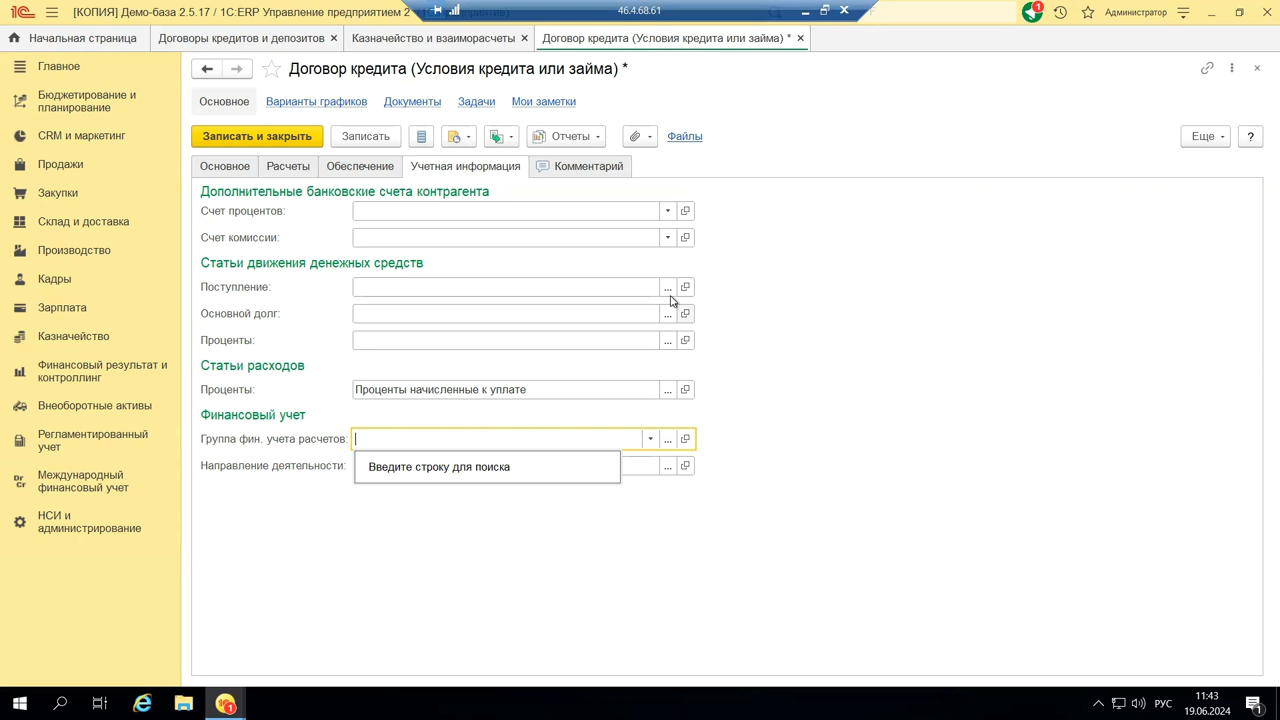 [КОПИЯ] Демо-база 2.5.17 / 1С:ERP Управление предприятием 2
46.4.68.61
1
Администратор
Начальная страница
Договоры кредитов и депозитов
Казначейство и взаиморасчеты
Договор кредита (Условия кредита или займа) *
Главное
Бюджетирование и планирование
CRM и маркетинг
Продажи
Закупки
Склад и доставка
Производство
Кадры
Зарплата
Казначейство
Финансовый результат и контроллинг
Внеоборотные активы
Регламентированный учет
Международный финансовый учет
НСИ и администрирование
Договор кредита (Условия кредита или займа) *
Основное Варианты графиков Документы Задачи Мои заметки
Записать и закрыть Записать Отчеты Файлы Еще ?
Основное Расчеты Обеспечение Учетная информация Комментарий
Дополнительные банковские счета контрагента
Счет процентов:
Счет комиссии:
Статьи движения денежных средств
Поступление: ...
Основной долг: ...
Проценты: ...
Статьи расходов
Проценты: Проценты начисленные к уплате ...
Финансовый учет
Группа фин. учета расчетов: ...
Введите строку для поиска
Направление деятельности: ...
1
РУС
11:43
19.06.2024
1